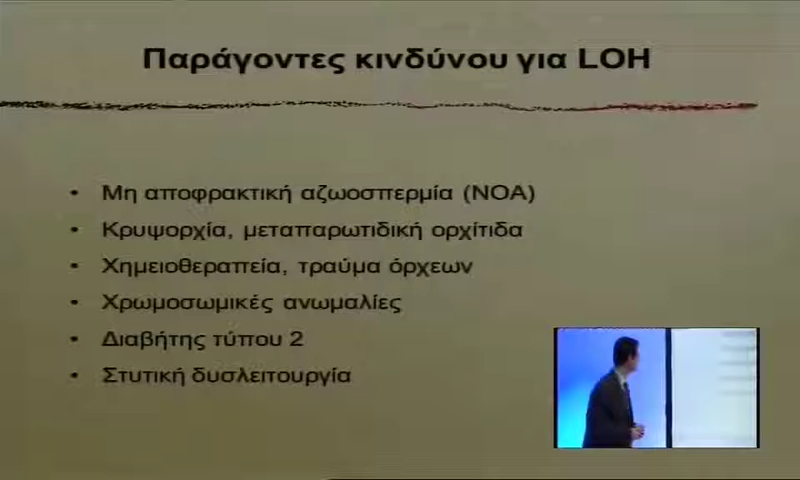 Παράγοντες κινδύνου για LOH
• Μη αποφρακτική αζωοσπερμία (NOA)
• Κρυψορχία, μεταπαρωτιδική ορχίτιδα
• Χημειοθεραπεία, τραύμα όρχεων
• Χρωμοσωμικές ανωμαλίες
• Διαβήτης τύπου 2
• Στυτική δυσλειτουργία